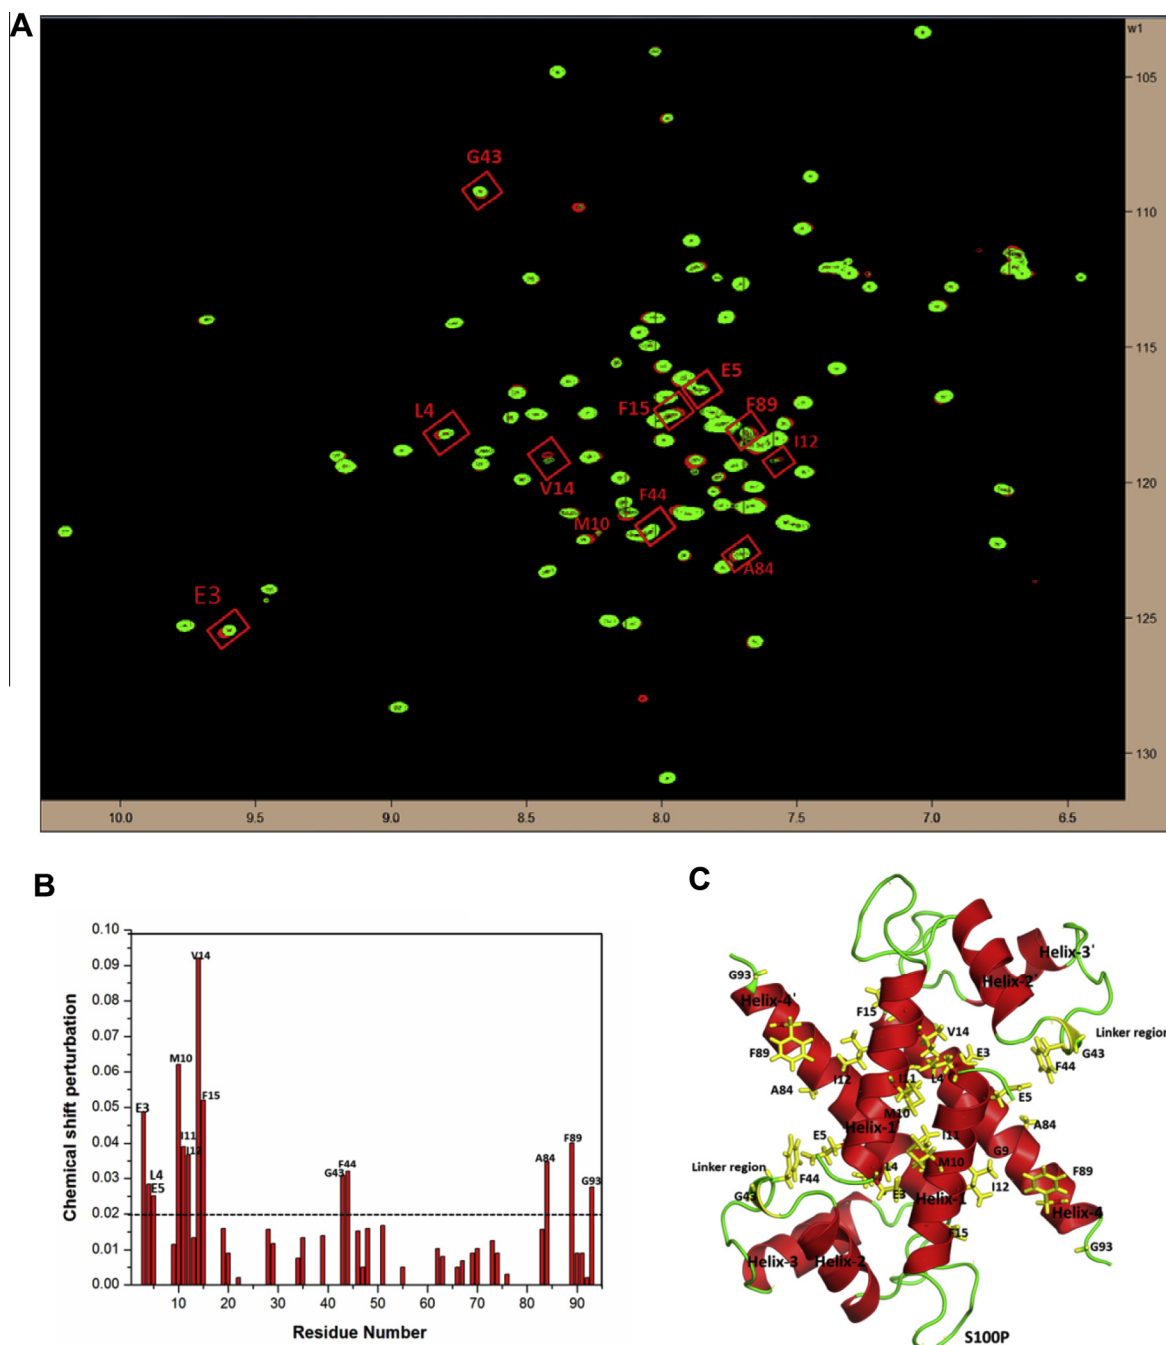 A
w1
105
G43
110
115
E5
L4
F15
F89
I12
V14
120
F44
M10
A84
E3
125
130
10.0 9.5 9.0 8.5 8.0 7.5 7.0 6.5
B
Chemical shift perturbation
0.10
0.09
0.08
0.07
0.06
0.05
0.04
0.03
0.02
0.01
0.00
V14
M10
E3
F15
I11
I12
L4
E5
G43
F44
A84
F89
G93
10 20 30 40 50 60 70 80 90
Residue Number
C
Helix-3'
G93
Helix-4'
Helix-2'
F15
V14
Linker region
F89
E3
G43
I12
I11
L4
F44
A84
E5
M10
Helix-1'
A84
E5
I11
G9
Linker region
F44
L4
M10
F89
G43
E3
Helix-1
I12
Helix-4
F15
G93
Helix-3
Helix-2
S100P